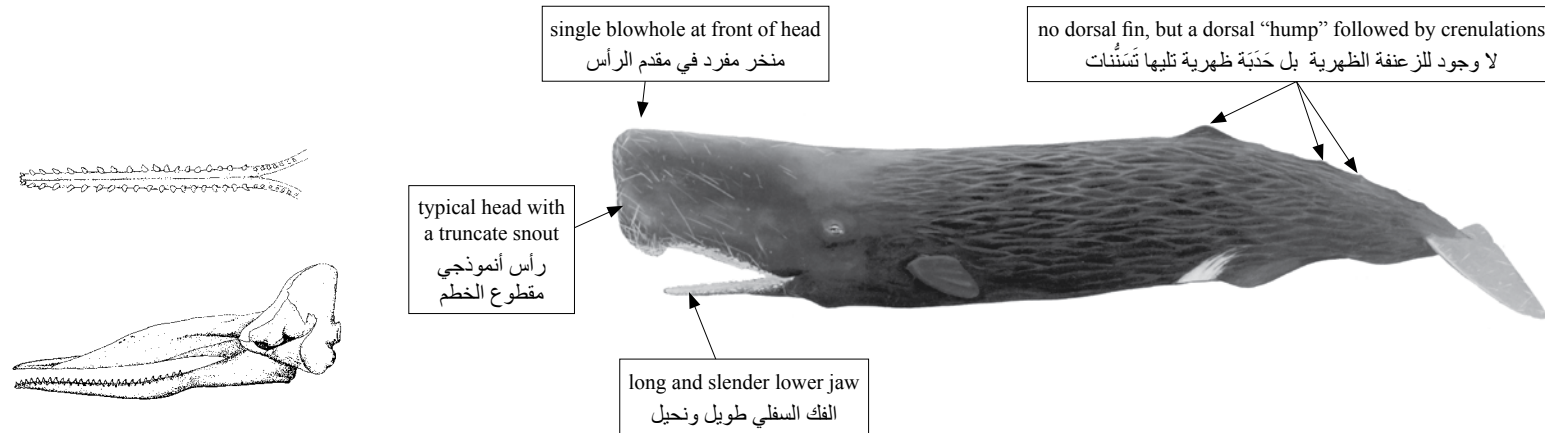 single blowhole at front of head
منخر مفرد في مقدم الرأس
no dorsal fin, but a dorsal “hump” followed by crenulations
لا وجود للزعنفة الظهرية بل حَدَبَة ظهرية تليها تَسَنُّنات
typical head with
a truncate snout
رأس أنموذجي
مقطوع الخطم
long and slender lower jaw
الفك السفلي طويل ونحيل